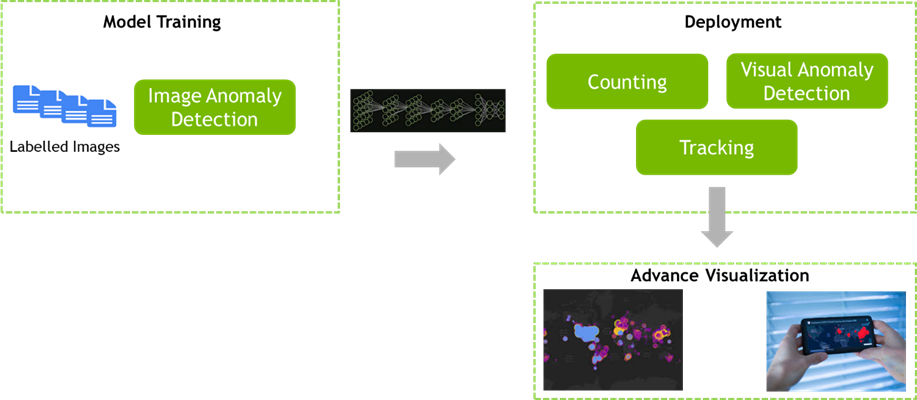 Model Training
Labelled Images
Image Anomaly
Detection
Deployment
Counting
Visual Anomaly
Detection
Tracking
Advance Visualization